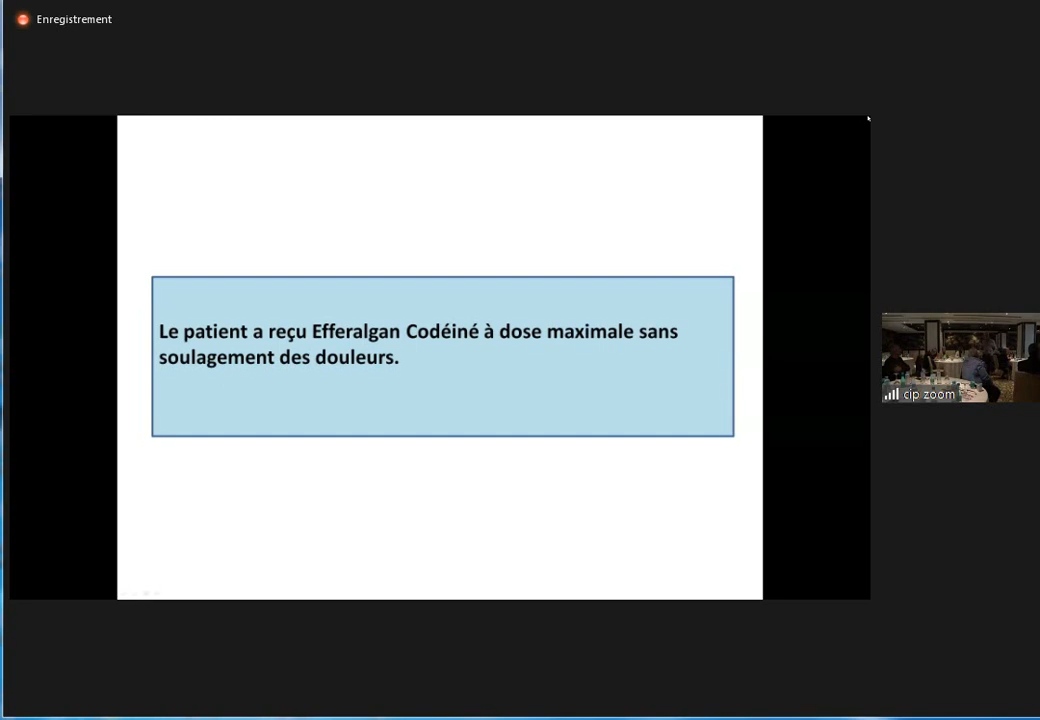 Enregistrement
Le patient a reçu Efferalgan Codéiné à dose maximale sans
soulagement des douleurs.
cip zoom